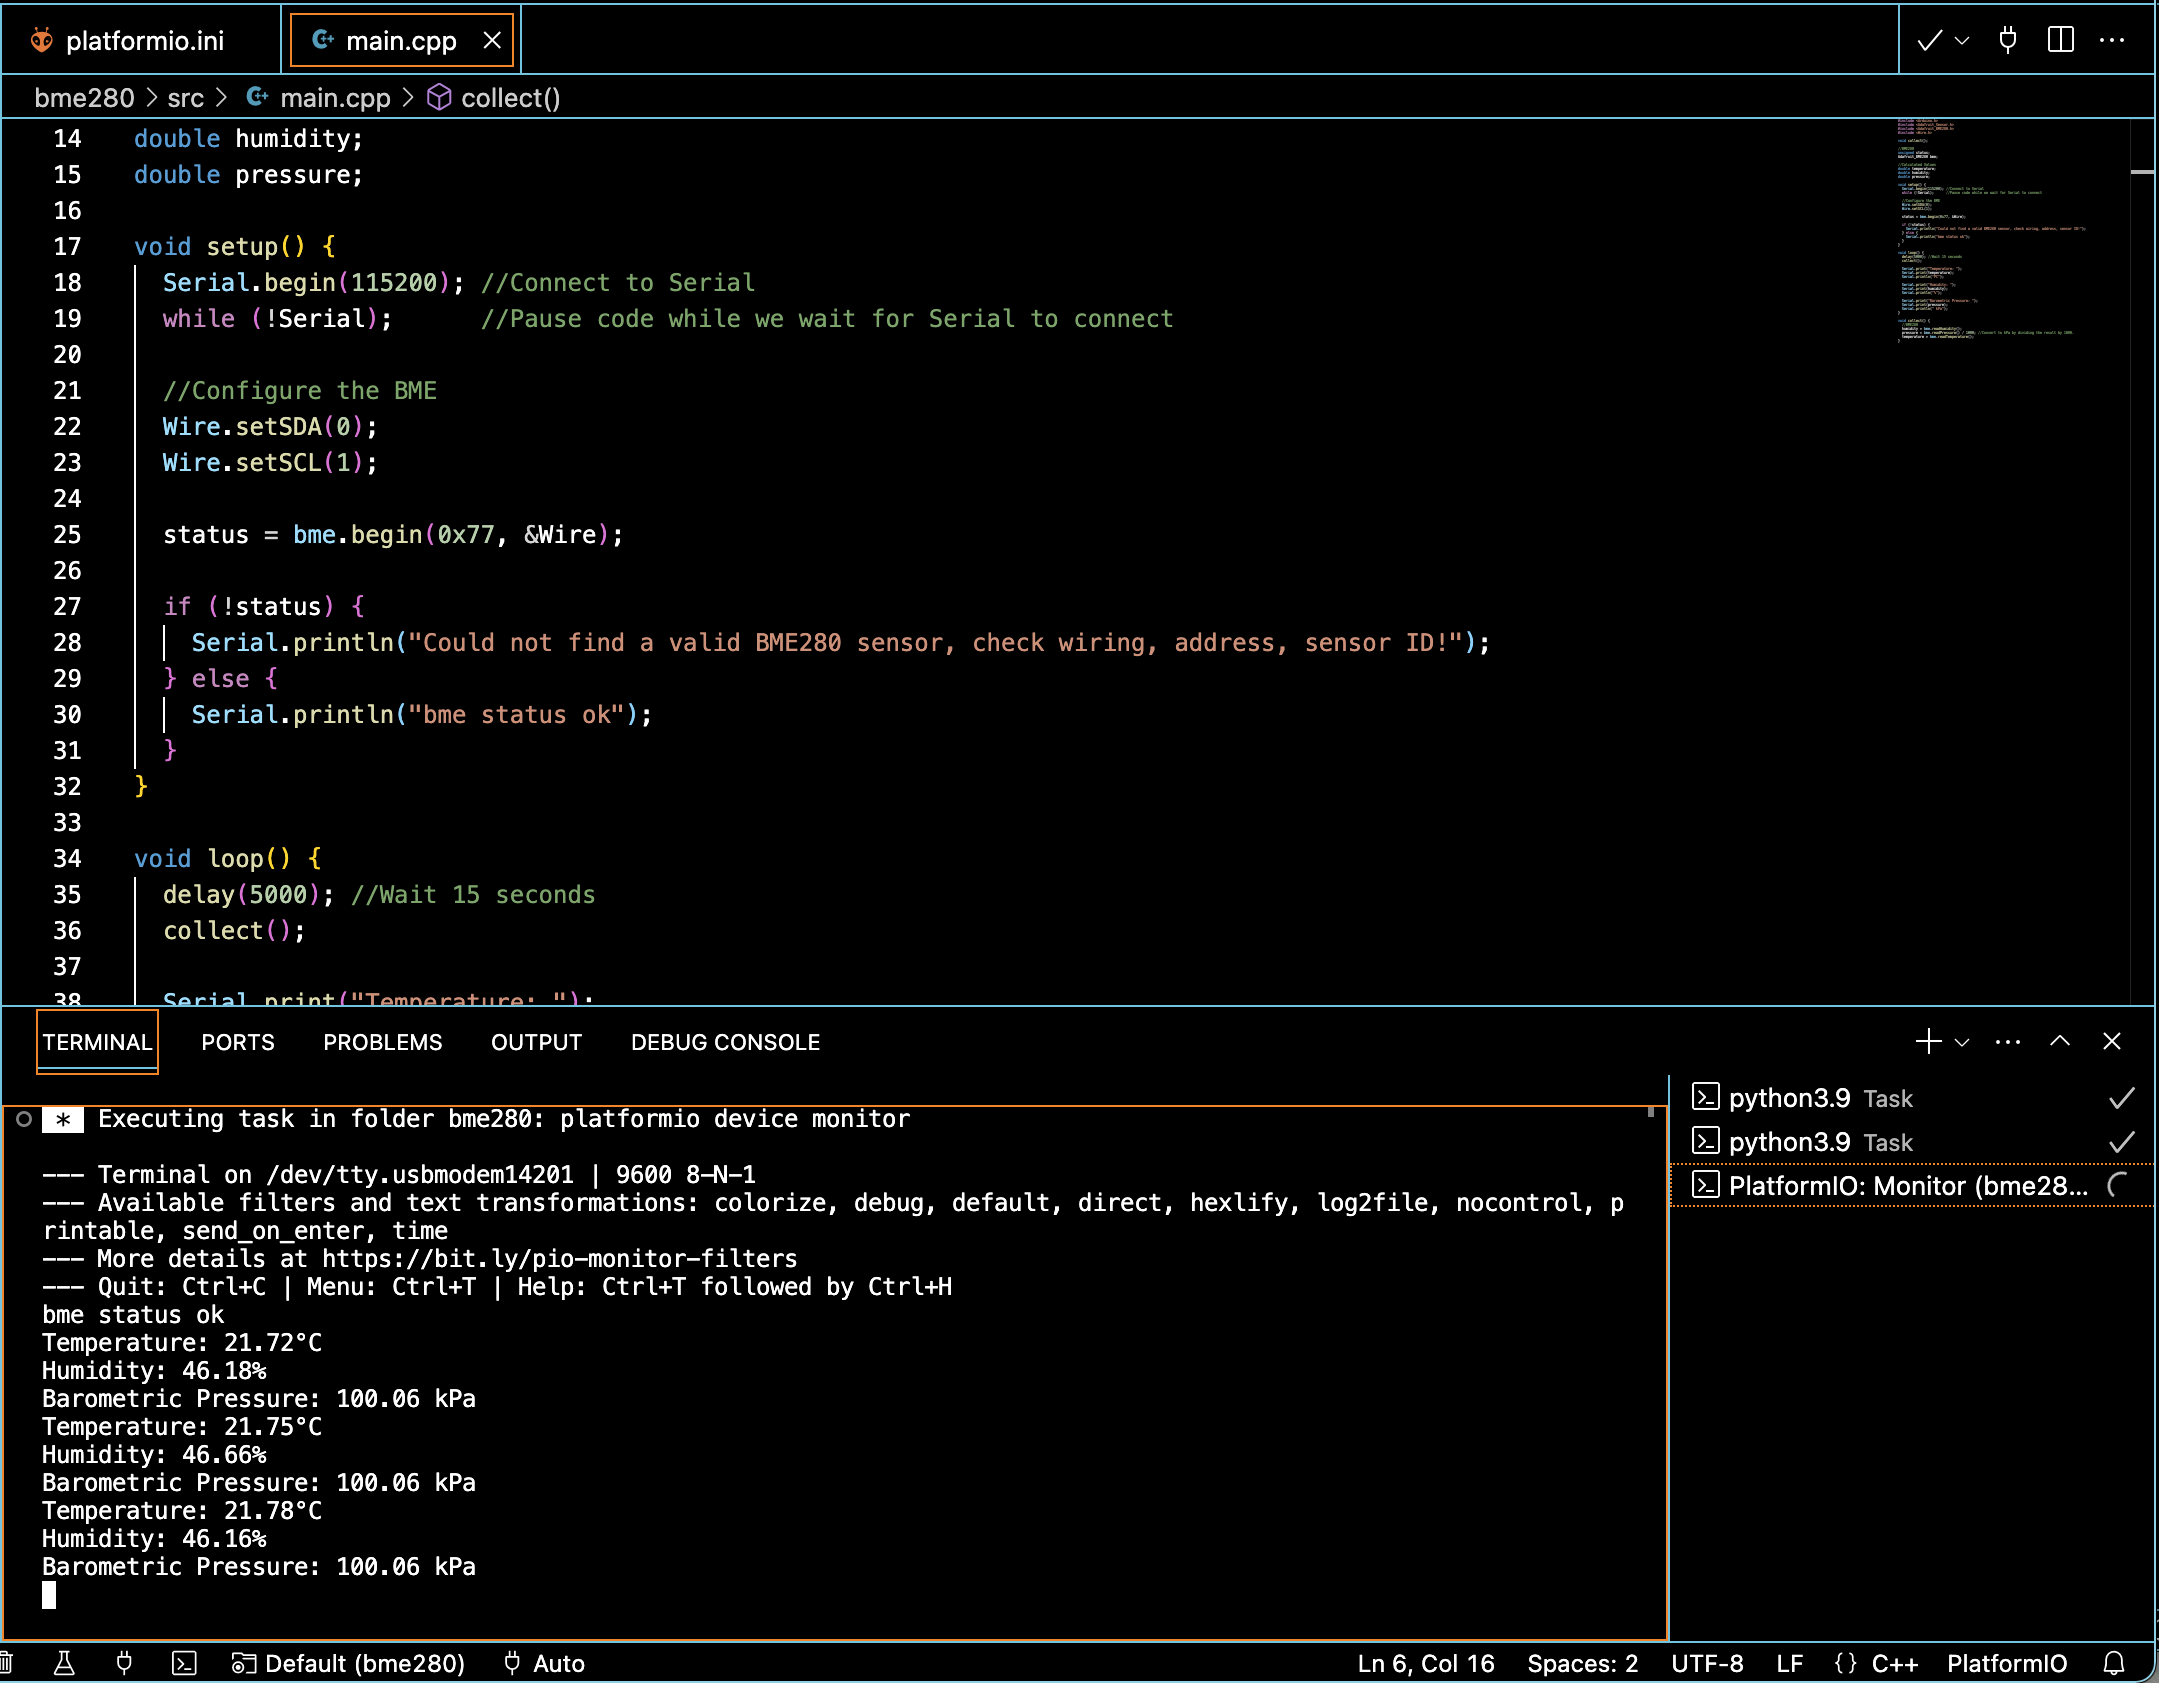 platformio.ini
main.cpp
bme280 > src > main.cpp > collect()
14 double humidity;
15 double pressure;
16
17 void setup() {
18 Serial.begin(115200); //Connect to Serial
19 while (!Serial); //Pause code while we wait for Serial to connect
20
21 //Configure the BME
22 Wire.setSDA(0);
23 Wire.setSCL(1);
24
25 status = bme.begin(0x77, &Wire);
26
27 if (!status) {
28 Serial.println("Could not find a valid BME280 sensor, check wiring, address, sensor ID!");
29 } else {
30 Serial.println("bme status ok");
31 }
32 }
33
34 void loop() {
35 delay(5000); //Wait 15 seconds
36 collect();
37
38 Serial.print("Temperature: ");
TERMINAL PORTS PROBLEMS OUTPUT DEBUG CONSOLE
* Executing task in folder bme280: platformio device monitor
--- Terminal on /dev/tty.usbmodem14201 | 9600 8-N-1
--- Available filters and text transformations: colorize, debug, default, direct, hexlify, log2file, nocontrol, p
rintable, send_on_enter, time
--- More details at https://bit.ly/pio-monitor-filters
--- Quit: Ctrl+C | Menu: Ctrl+T | Help: Ctrl+T followed by Ctrl+H
bme status ok
Temperature: 21.72°C
Humidity: 46.18%
Barometric Pressure: 100.06 kPa
Temperature: 21.75°C
Humidity: 46.66%
Barometric Pressure: 100.06 kPa
Temperature: 21.78°C
Humidity: 46.16%
Barometric Pressure: 100.06 kPa
python3.9 Task
python3.9 Task
PlatformIO: Monitor (bme28...
Default (bme280) Auto Ln 6, Col 16 Spaces: 2 UTF-8 LF {} C++ PlatformIO